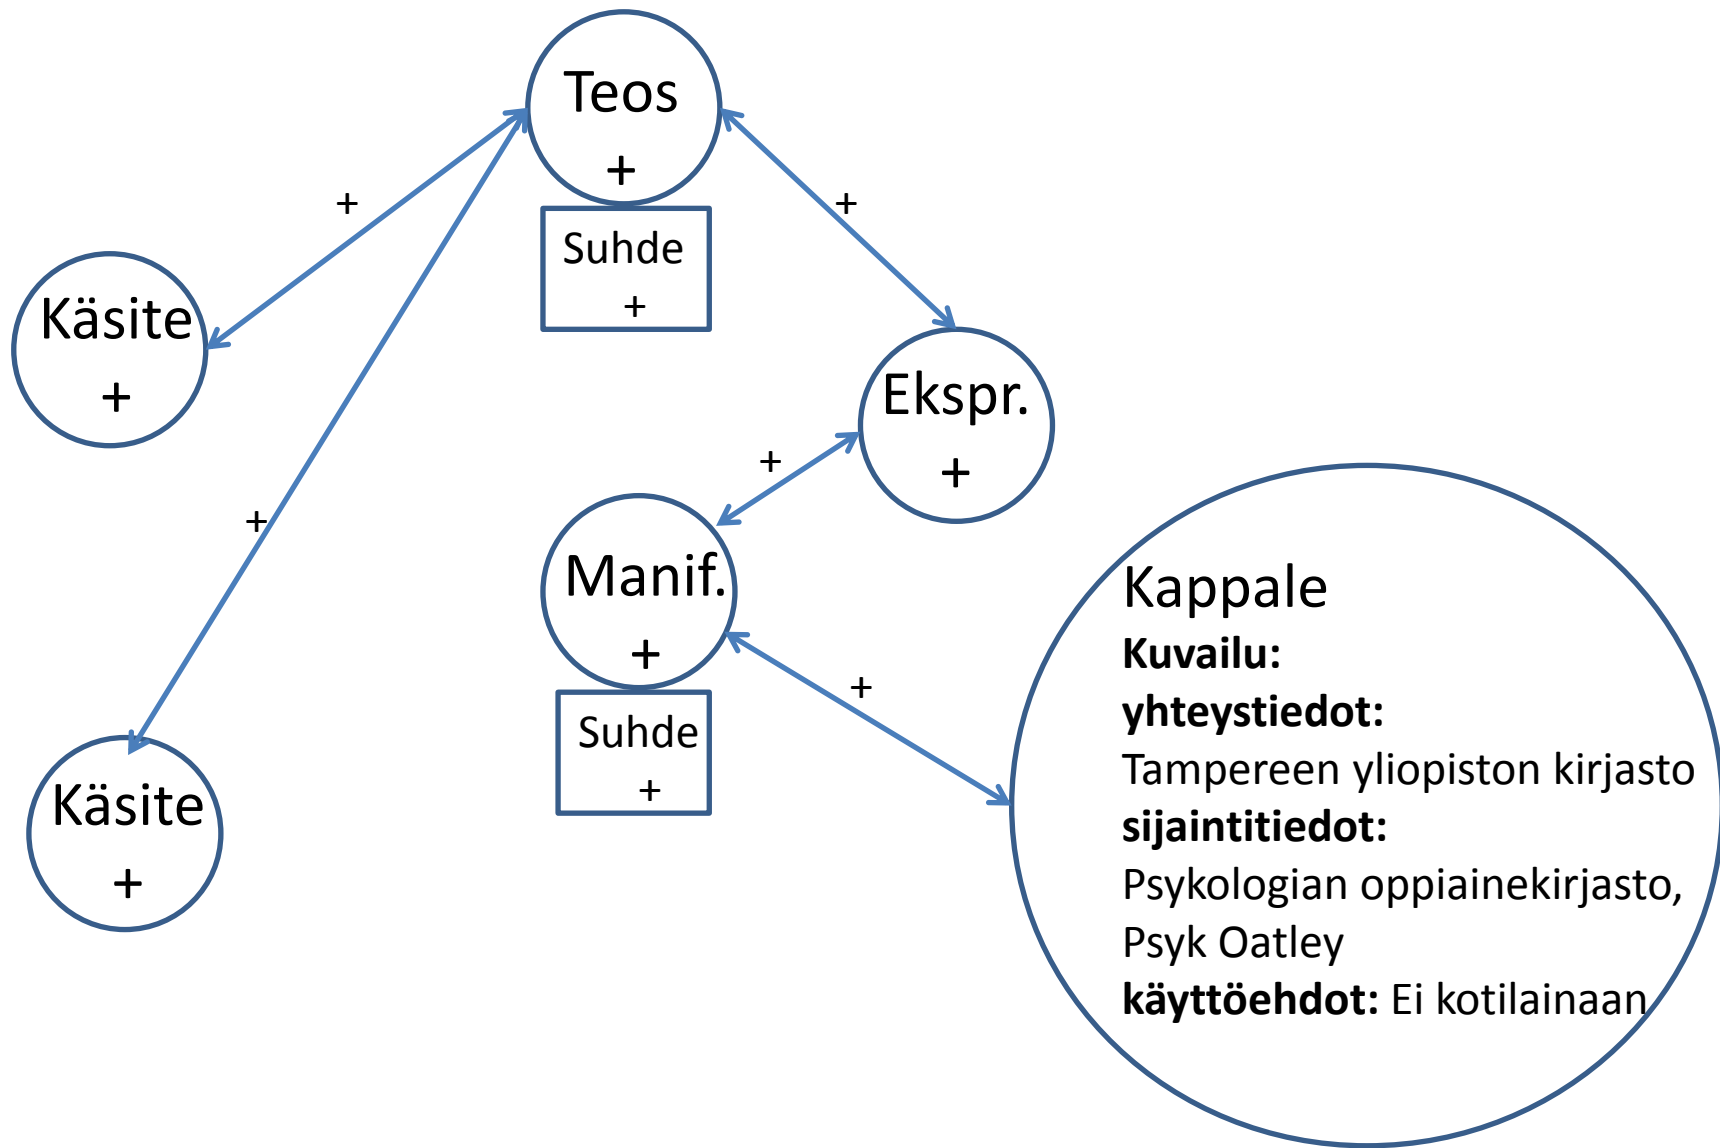 Teos
+
+
+
Suhde
+
Käsite
+
Ekspr.
+
+
+
Manif.
+
+
Suhde
+
Käsite
+
Kappale
Kuvailu:
yhteystiedot:
Tampereen yliopiston kirjasto
sijaintitiedot:
Psykologian oppiainekirjasto,
Psyk Oatley
käyttöehdot: Ei kotilainaan